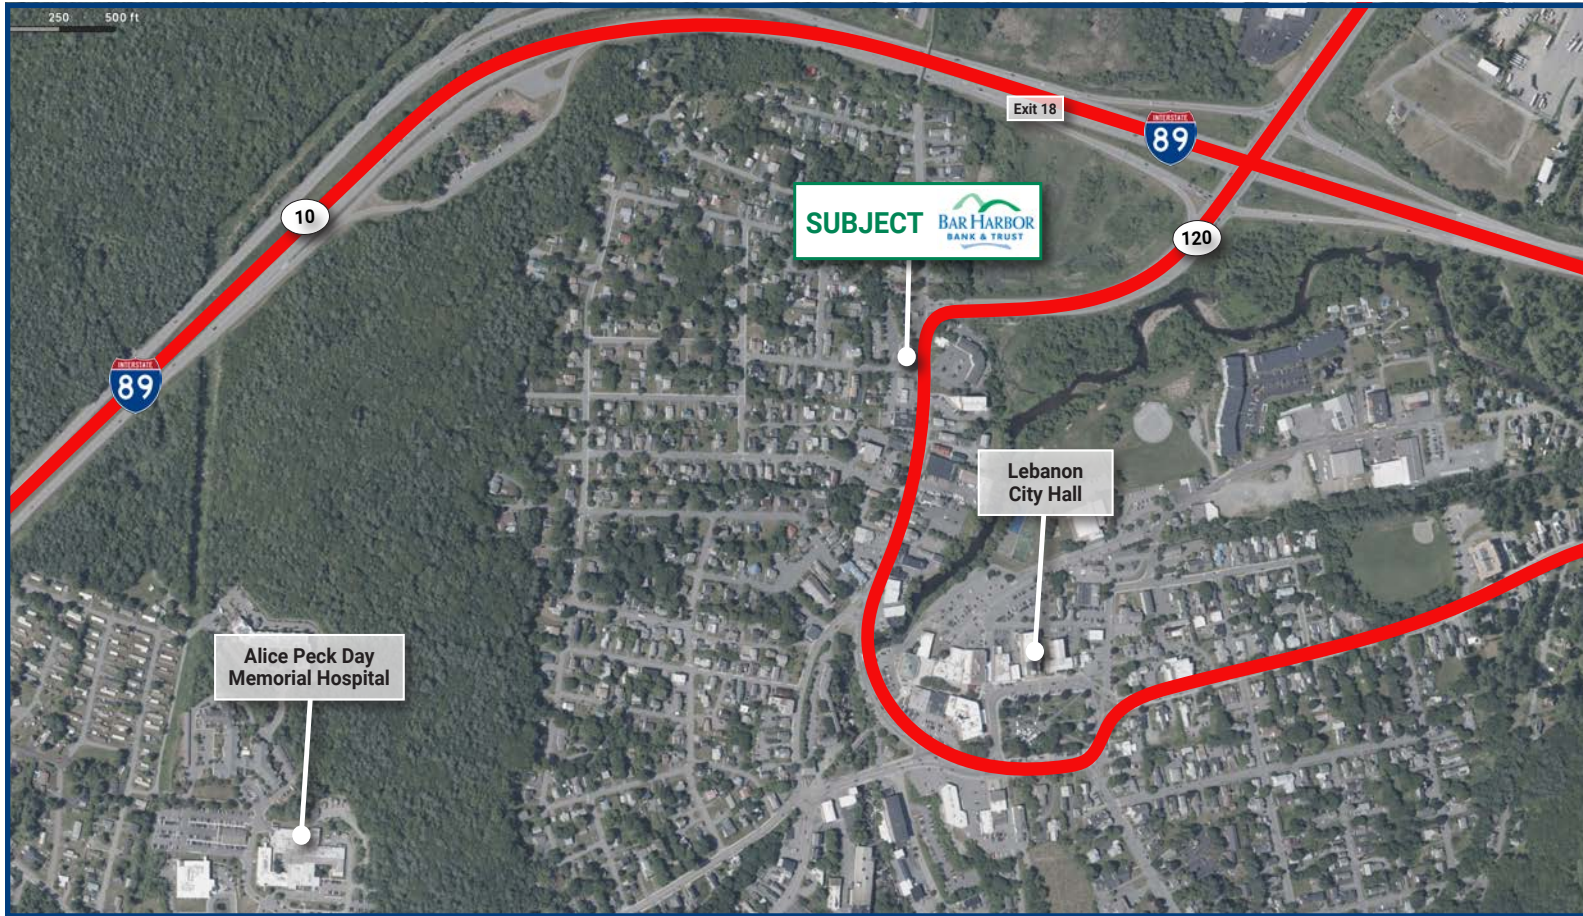 250 500 ft
Exit 18
INTERSTATE
89
10
SUBJECT
BAR HARBOR
BANK & TRUST
120
INTERSTATE
89
Lebanon
City Hall
Alice Peck Day
Memorial Hospital